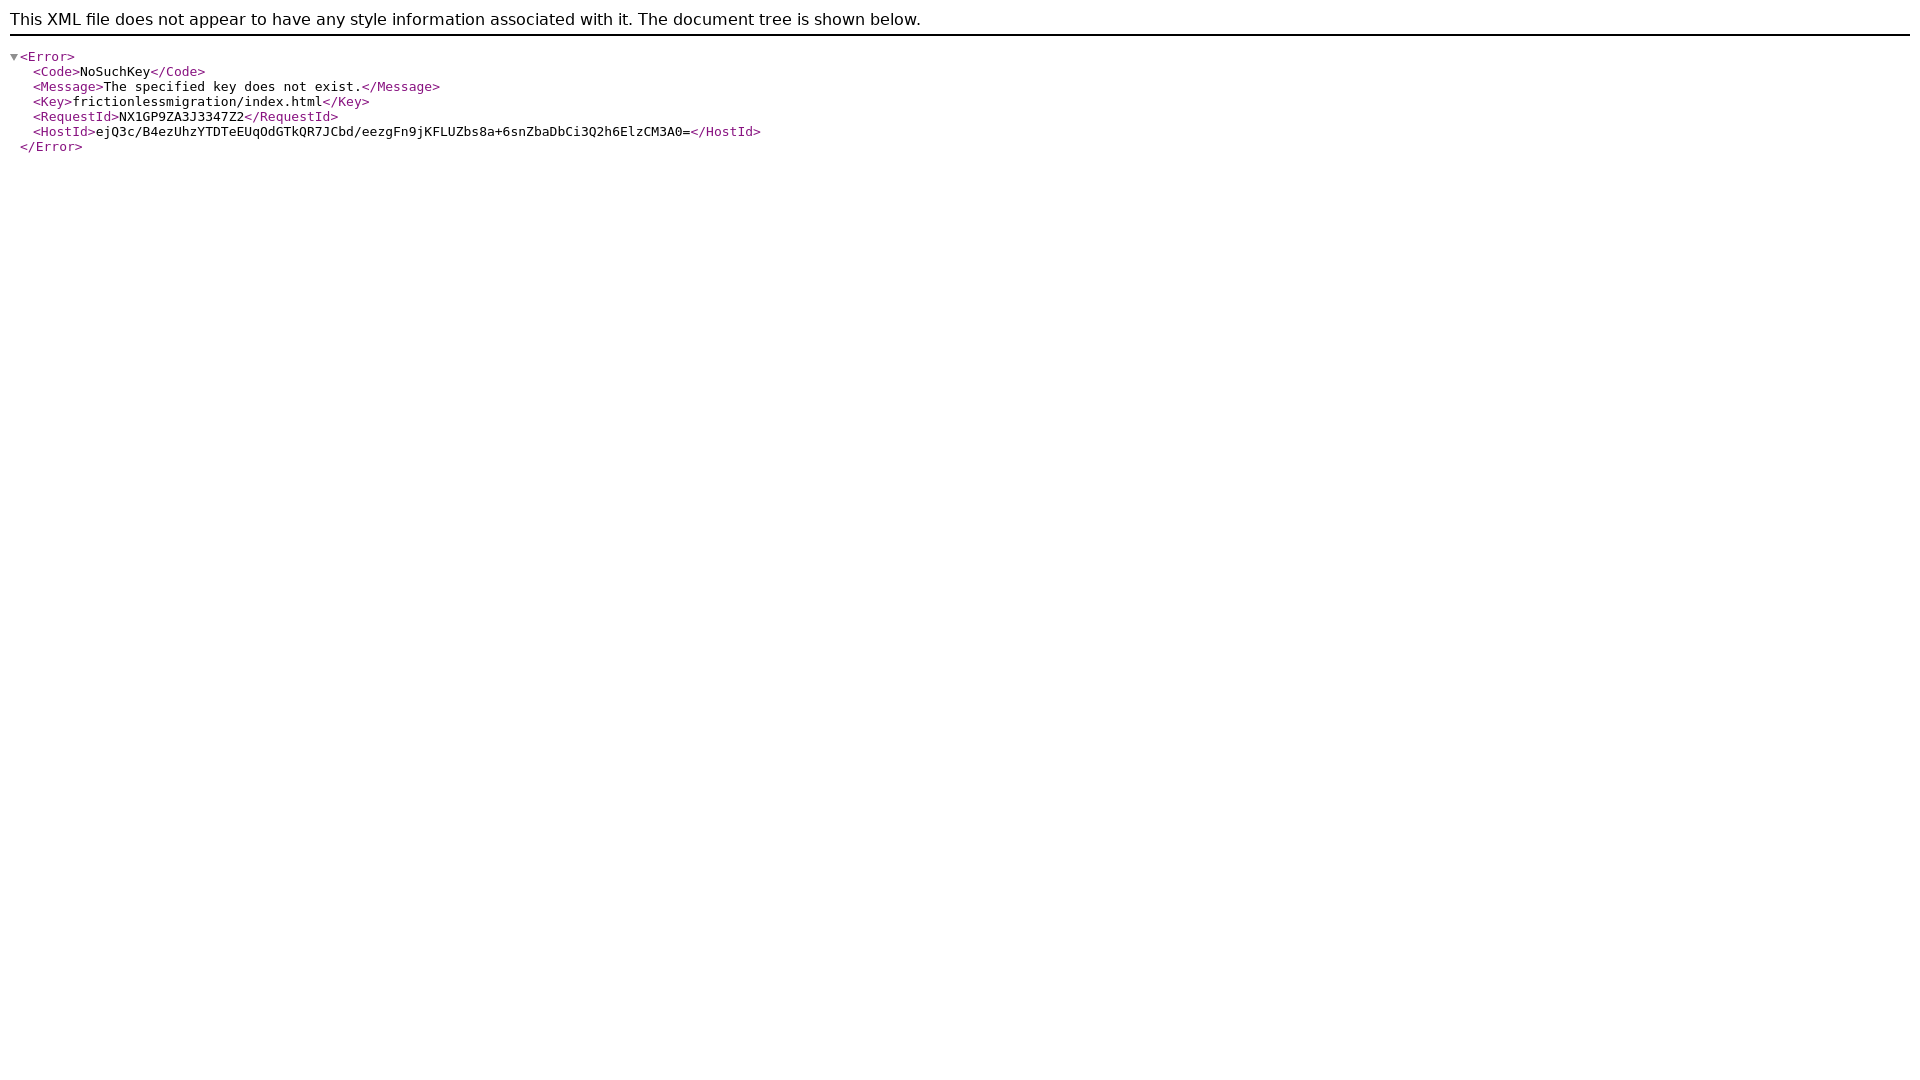 This XML file does not appear to have any style information associated with it. The document tree is shown below.
<Error>
<Code>NoSuchKey</Code>
<Message>The specified key does not exist.</Message>
<Key>frictionlessmigration/index.html</Key>
<RequestId>NX1GP9ZA3J3347Z2</RequestId>
<HostId>ejQ3c/B4ezUhzYTDTeEUqOdGTkQR7JCbd/eezgFn9jKFLUZbs8a+6snZbaDbCi3Q2h6ElzCM3A0=</HostId>
</Error>